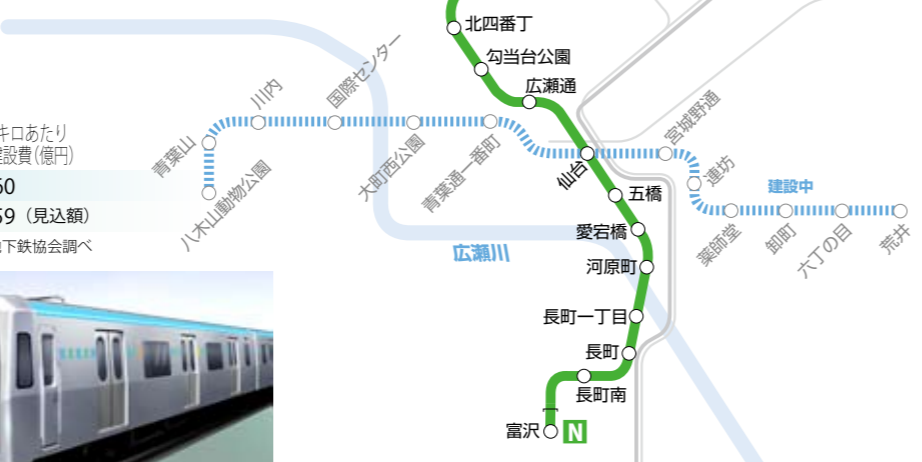 北四番丁
勾当台公園
広瀬通
川内
国際センター
青葉山
八木山動物公園
大町西公園
青葉通一番町
仙台
宮城野通
連坊
建設中
薬師堂
卸町
六丁の目
荒井
五橋
愛宕橋
広瀬川
河原町
長町一丁目
長町
長町南
富沢
N
キロあたり
建設費(億円)
60
59(見込額)
地下鉄協会調べ